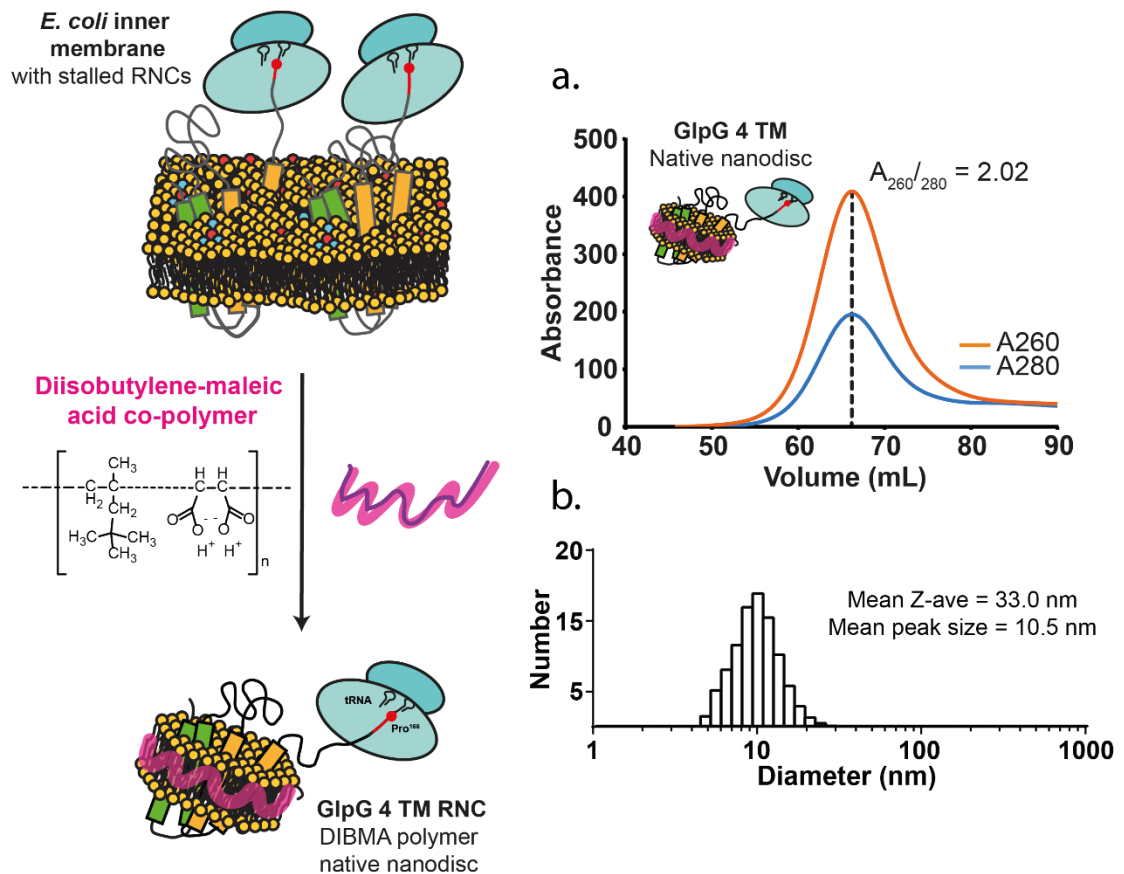 E. coli inner
membrane
with stalled RNCs
Diisobutylene-maleic
acid co-polymer
CH3
H H
C C C C
H2
CH2
O O
O - - O
H3C CH3
CH3
H+ H+
n
tRNA
Pro166
GlpG 4 TM RNC
DIBMA polymer
native nanodisc
a.
GlpG 4 TM
Native nanodisc
A260/280 = 2.02
Absorbance
500
400
300
200
100
0
A260
A280
40 50 60 70 80 90
Volume (mL)
b.
Number
20
15
5
Mean Z-ave = 33.0 nm
Mean peak size = 10.5 nm
1 10 100 1000
Diameter (nm)